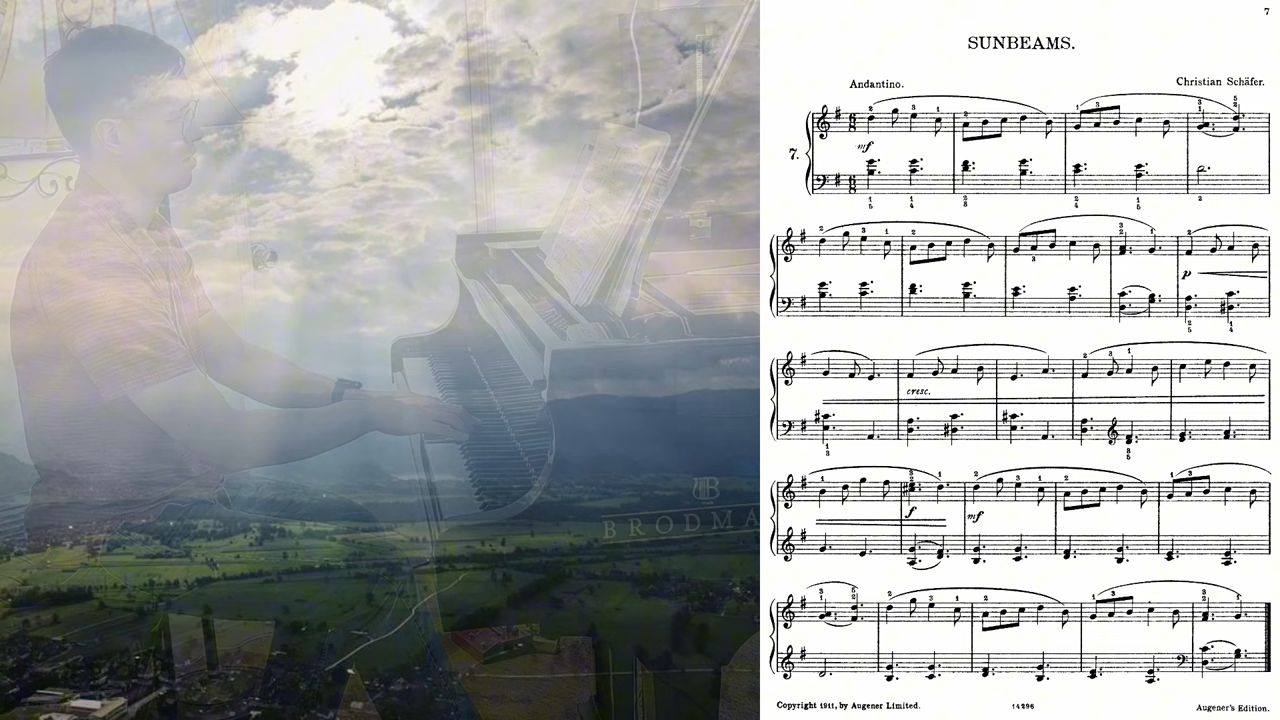 7
SUNBEAMS.
Andantino.
Christian Schäfer.
7.
mf
p
cresc.
f
mf
BRODMA
Copyright 1911, by Augener Limited.
14296
Augener's Edition.